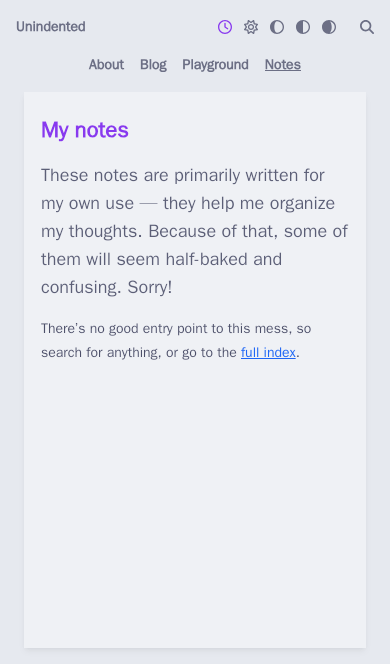 Unindented
About Blog Playground Notes
My notes
These notes are primarily written for
my own use — they help me organize
my thoughts. Because of that, some of
them will seem half-baked and
confusing. Sorry!
There’s no good entry point to this mess, so
search for anything, or go to the full index.